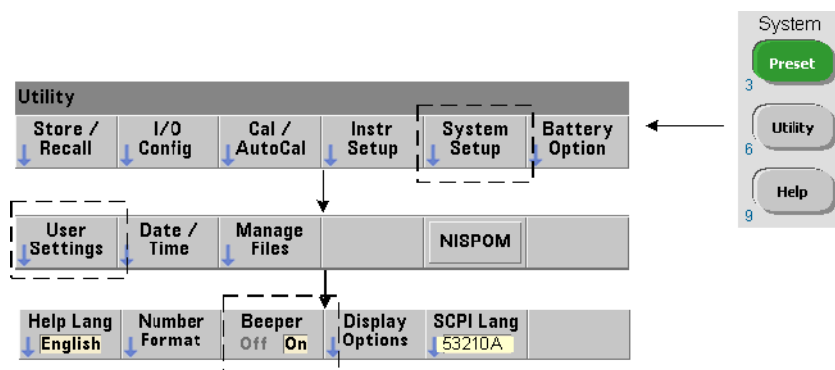 System
Preset
3
Utility
6
Help
9
Utility
Store / Recall
I/O Config
Cal / AutoCal
Instr Setup
System Setup
Battery Option
User Settings
Date / Time
Manage Files
NISPOM
Help Lang English
Number Format
Beeper Off On
Display Options
SCPI Lang 53210A